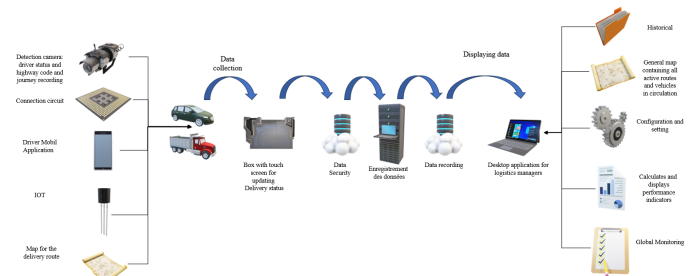 Detection camera:
driver status and
highway code and
journey recording
Connection circuit
Driver Mobil
Application
IOT
Map for the
delivery route
Data
collection
Box with touch
screen for
updating
Delivery status
Data
Security
Enregistrement
des données
Data recording
Displaying data
Desktop application for
logistics managers
Historical
General map
containing all
active routes
and vehicles
in circulation
Configuration and
setting
Calculates and
displays
performance
indicators
Global Monitoring